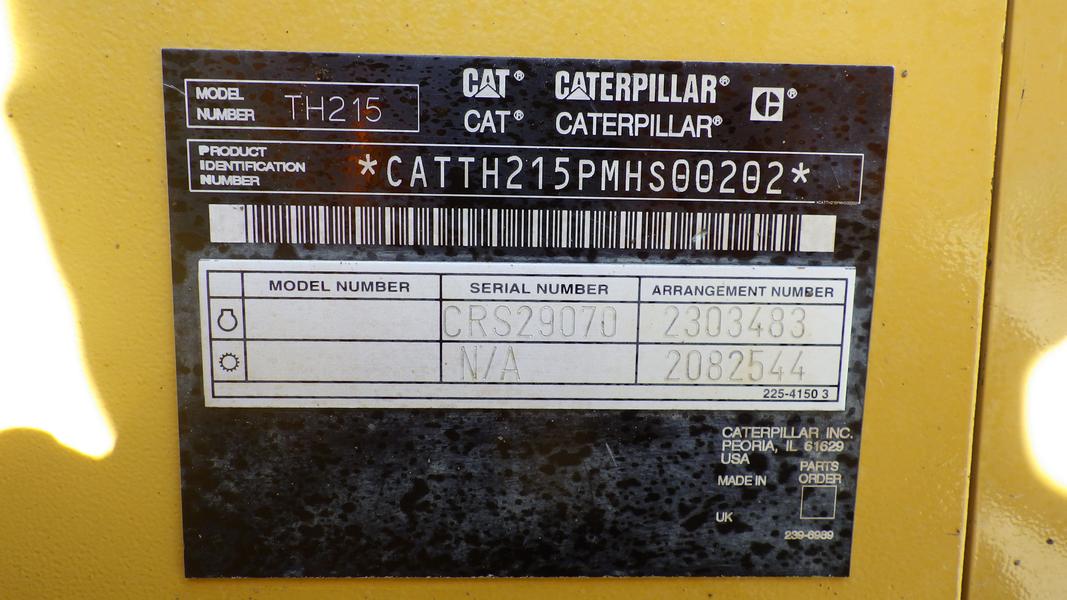 MODEL NUMBER TH215
CAT® CATERPILLAR®
CAT® CATERPILLAR®
PRODUCT IDENTIFICATION NUMBER *CATTH215PMHS00202*
MODEL NUMBER SERIAL NUMBER ARRANGEMENT NUMBER
CRS29070 2303483
N/A 2082544
225-4150 3
CATERPILLAR INC.
PEORIA, IL 61629
USA
MADE IN
PARTS ORDER
UK
239-6989